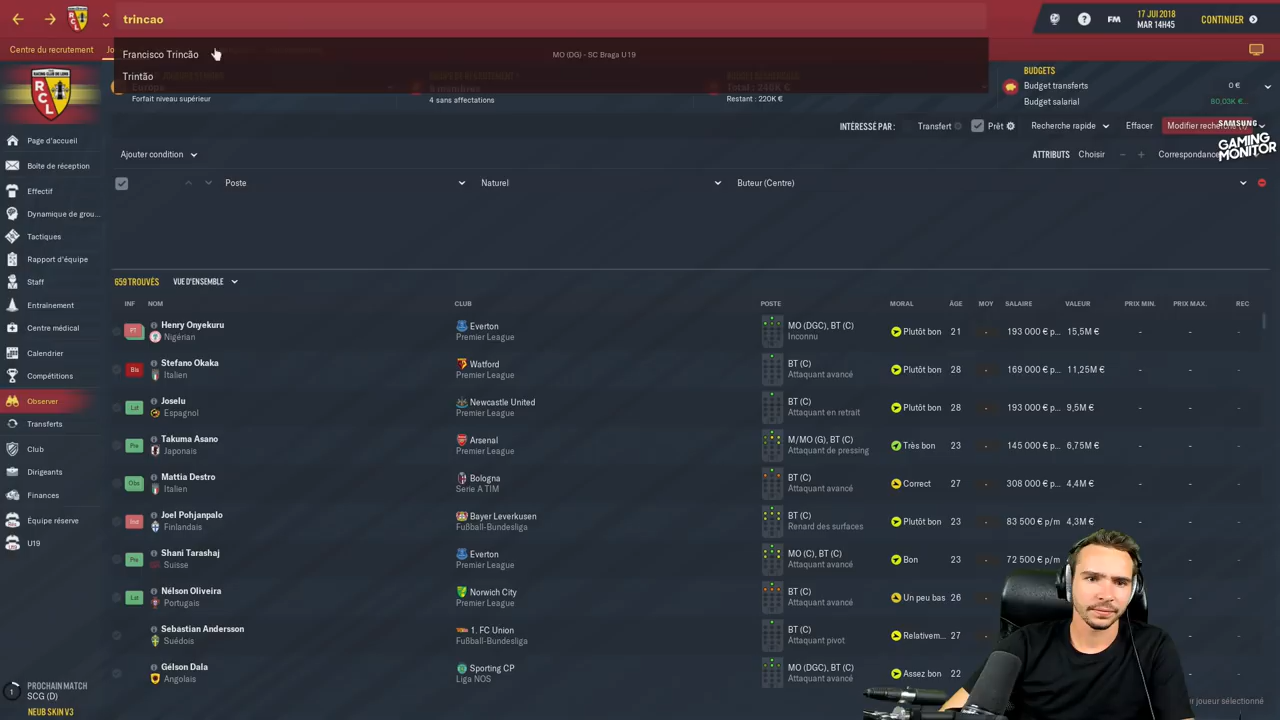 trincao
17 JUI 2018
MAR 14H45
FM
CONTINUER
Centre du recrutement
Francisco Trincão
MO (DG) - SC Braga U19
Trintão
Forfait niveau supérieur
4 sans affectations
Restant : 220K €
BUDGETS
Budget transferts
0 €
Budget salarial
80,03K €...
INTÉRESSÉ PAR :
Transfert
Prêt
Recherche rapide
Effacer
SAMSUNG
GAMING
MONITOR
Ajouter condition
ATTRIBUTS
Choisir
Poste
Naturel
Buteur (Centre)
Page d'accueil
Boîte de réception
Effectif
Dynamique de grou...
Tactiques
Rapport d'équipe
Staff
Entraînement
Centre médical
Calendrier
Compétitions
Observer
Transferts
Club
Dirigeants
Finances
Équipe réserve
U19
659 TROUVÉS
VUE D'ENSEMBLE
INF NOM CLUB POSTE MORAL ÂGE MOY SALAIRE VALEUR PRIX MIN. PRIX MAX. REC
Henry Onyekuru Everton MO (DGC), BT (C) Plutôt bon 21 - 193 000 € p... 15,5M € - - -
Nigérian Premier League Inconnu
Stefano Okaka Watford BT (C) Plutôt bon 28 - 169 000 € p... 11,25M € - - -
Italien Premier League Attaquant avancé
Joselu Newcastle United BT (C) Plutôt bon 28 - 193 000 € p... 9,5M € - - -
Espagnol Premier League Attaquant en retrait
Takuma Asano Arsenal M/MO (G), BT (C) Très bon 23 - 145 000 € p... 6,75M € - - -
Japonais Premier League Attaquant de pressing
Mattia Destro Bologna BT (C) Correct 27 - 308 000 € p... 4,4M € - - -
Italien Serie A TIM Attaquant avancé
Joel Pohjanpalo Bayer Leverkusen BT (C) Plutôt bon 23 - 83 500 € p/m 4,3M € - - -
Finlandais Fußball-Bundesliga Renard des surfaces
Shani Tarashaj Everton MO (C), BT (C) Bon 23 - 72 500 € p/m
Suisse Premier League Attaquant avancé
Nélson Oliveira Norwich City BT (C) Un peu bas 26
Portugais Premier League Attaquant avancé
Sebastian Andersson 1. FC Union BT (C) Relativem... 27
Suédois Fußball-Bundesliga Attaquant pivot
Gélson Dala Sporting CP MO (DGC), BT (C) Assez bon 22
Angolais Liga NOS Attaquant avancé
1
PROCHAIN MATCH
SCG (D)
NEUB SKIN V3